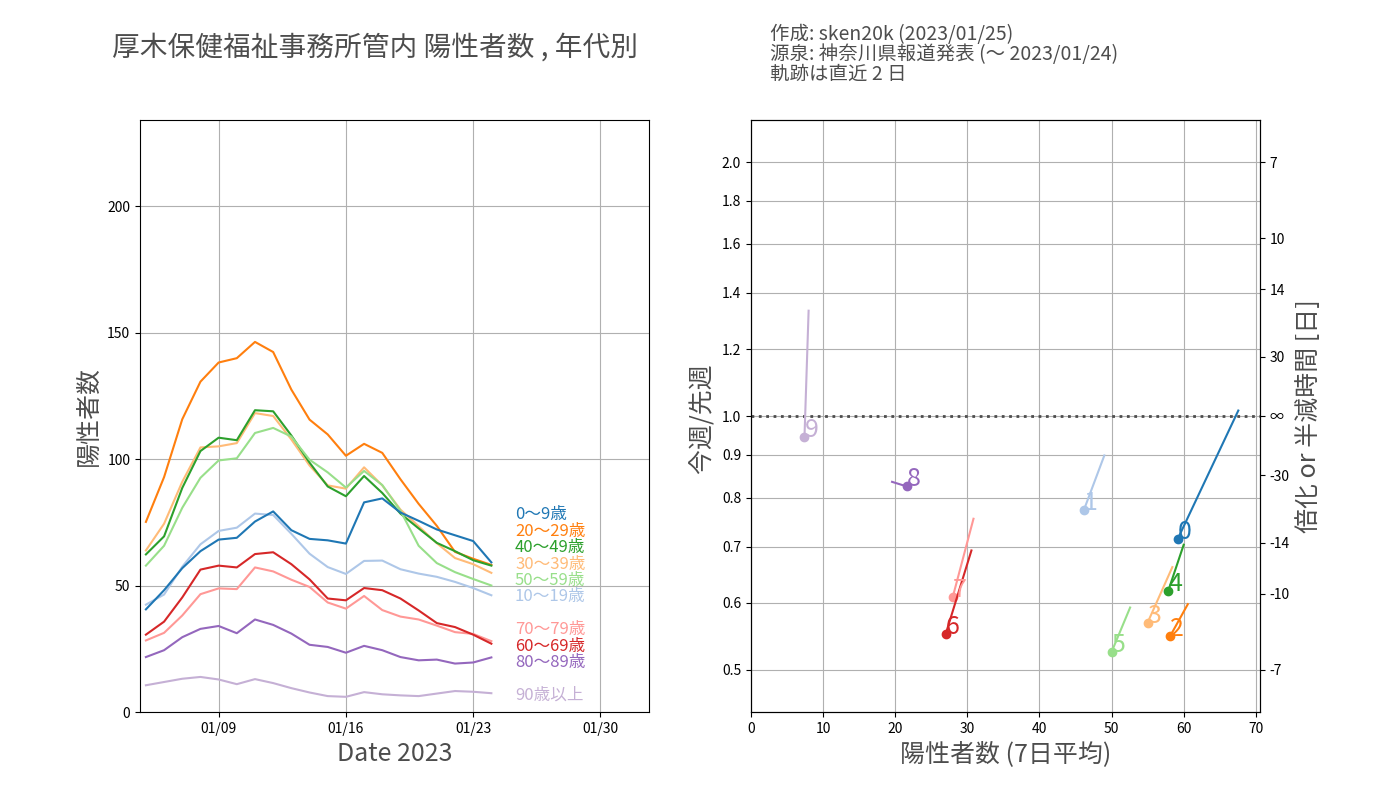 厚木保健福祉事務所管内 陽性者数 , 年代別
作成: sken20k (2023/01/25)
源泉: 神奈川県報道発表 (～ 2023/01/24)
軌跡は直近 2 日
陽性者数
200
150
100
50
0
0～9歳
20～29歳
40～49歳
30～39歳
50～59歳
10～19歳
70～79歳
60～69歳
80～89歳
90歳以上
01/09 01/16 01/23 01/30
Date 2023
今週/先週
2.0
1.8
1.6
1.4
1.2
1.0
0.9
0.8
0.7
0.6
0.5
9
8
1
0
7
4
3
6
2
5
7
10
14
30
∞
-30
-14
-10
-7
倍化 or 半減時間 [日]
0 10 20 30 40 50 60 70
陽性者数 (7日平均)